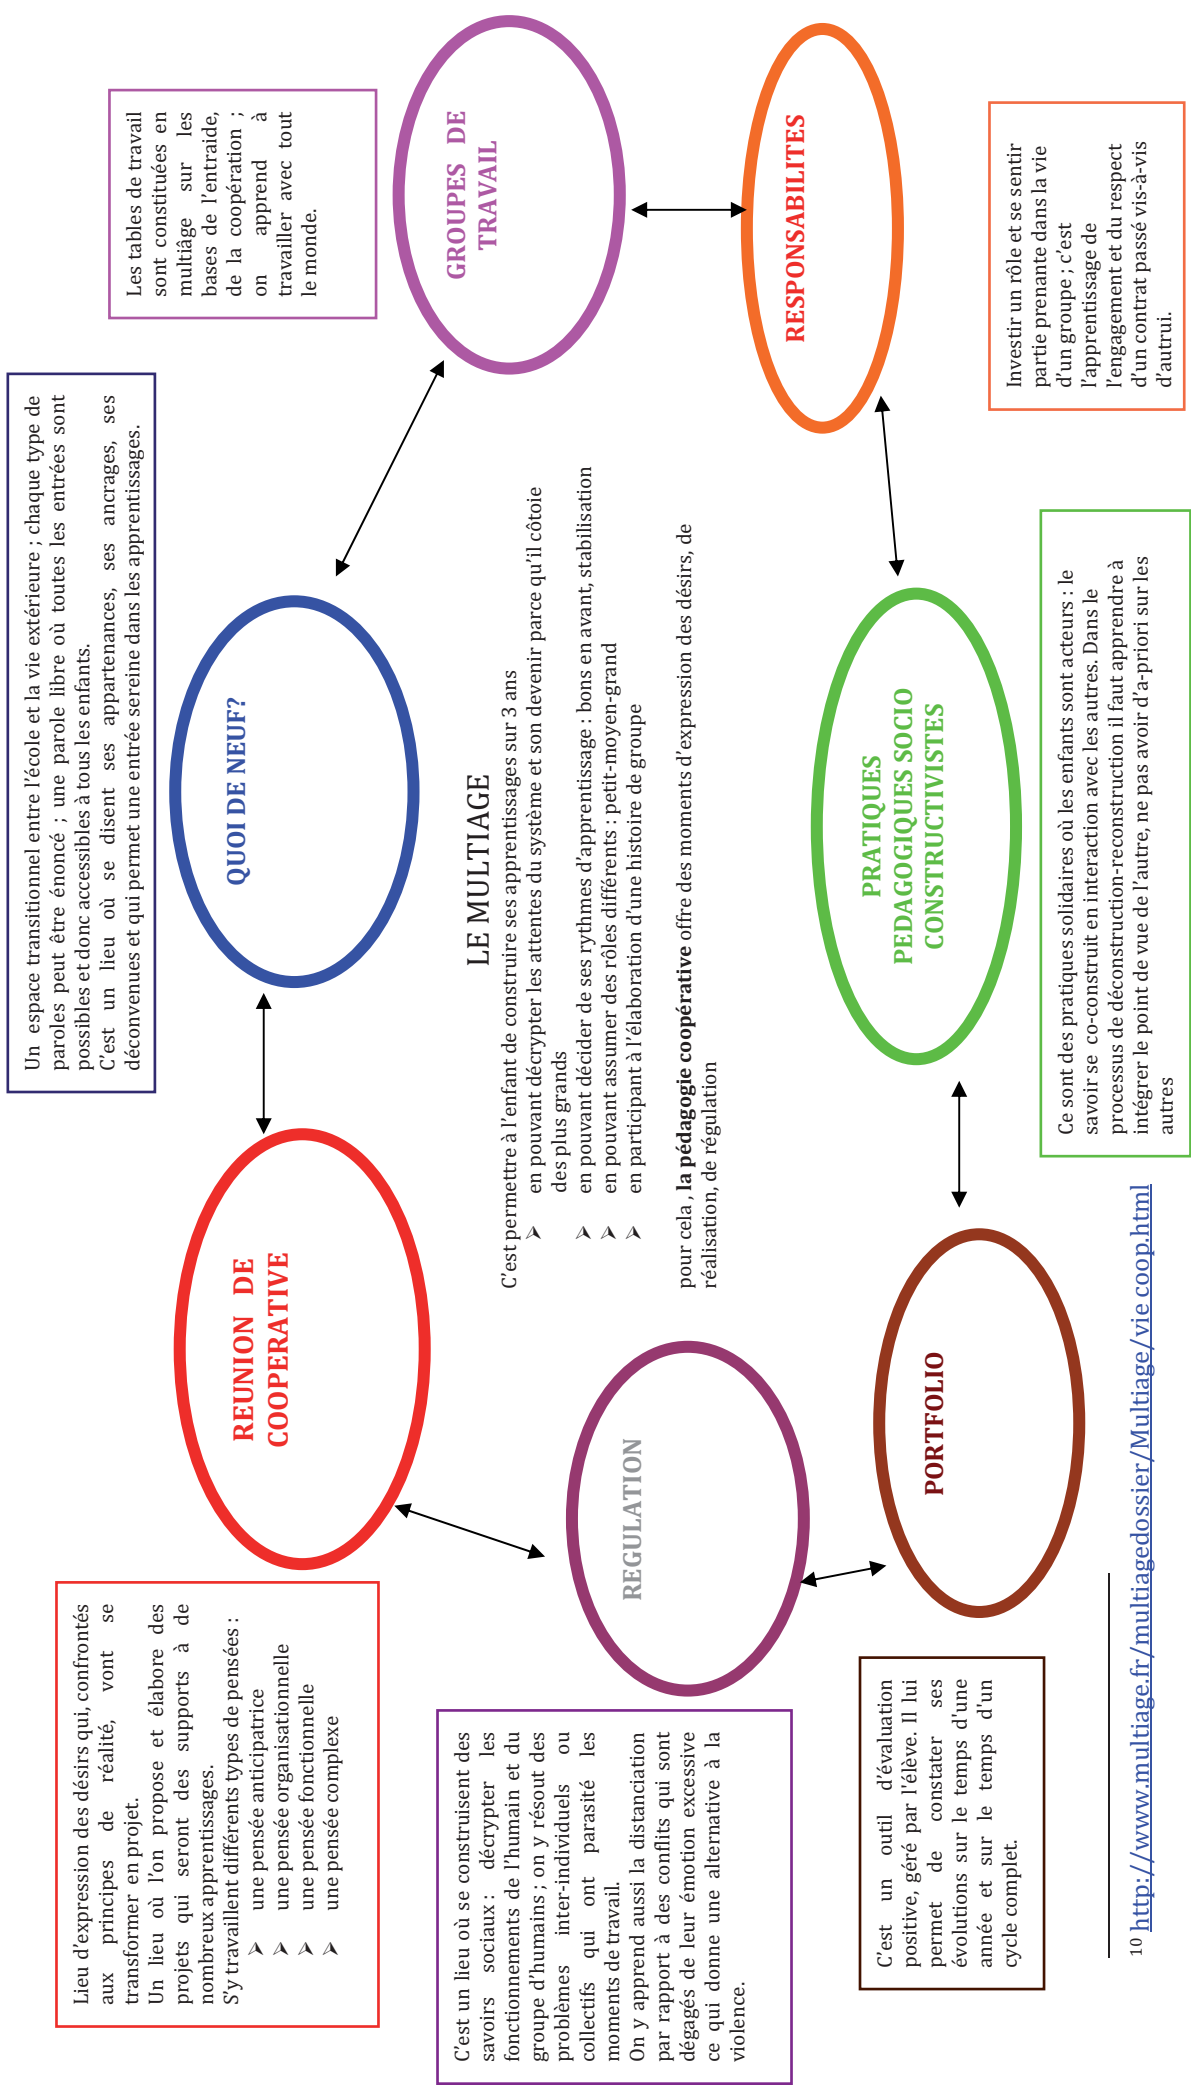 Un espace transitionnel entre l'école et la vie extérieure ; chaque type de
paroles peut être énoncé ; une parole libre où toutes les entrées sont
possibles et donc accessibles à tous les enfants.
C'est un lieu où se disent ses appartenances, ses ancrages, ses
déconvenues et qui permet une entrée sereine dans les apprentissages.
Lieu d'expression des désirs qui, confrontés
aux principes de réalité, vont se
transformer en projet.
Un lieu où l'on propose et élabore des
projets qui seront des supports à de
nombreux apprentissages.
S'y travaillent différents types de pensées :
➢ une pensée anticipatrice
➢ une pensée organisationnelle
➢ une pensée fonctionnelle
➢ une pensée complexe
REUNION DE
COOPERATIVE
QUOI DE NEUF?
Les tables de travail
sont constituées en
multiâge sur les
bases de l'entraide,
de la coopération ;
on apprend à
travailler avec tout
le monde.
GROUPES DE
TRAVAIL
LE MULTIAGE
C'est permettre à l'enfant de construire ses apprentissages sur 3 ans
➢ en pouvant décrypter les attentes du système et son devenir parce qu'il côtoie
des plus grands
➢ en pouvant décider de ses rythmes d'apprentissage : bons en avant, stabilisation
➢ en pouvant assumer des rôles différents : petit-moyen-grand
➢ en participant à l'élaboration d'une histoire de groupe
pour cela , la pédagogie coopérative offre des moments d'expression des désirs, de
réalisation, de régulation
C'est un lieu où se construisent des
savoirs sociaux : décrypter les
fonctionnements de l'humain et du
groupe d'humains ; on y résout des
problèmes inter-individuels ou
collectifs qui ont parasité les
moments de travail.
On y apprend aussi la distanciation
par rapport à des conflits qui sont
dégagés de leur émotion excessive
ce qui donne une alternative à la
violence.
REGULATION
RESPONSABILITES
C'est un outil d'évaluation
positive, géré par l'élève. Il lui
permet de constater ses
évolutions sur le temps d'une
année et sur le temps d'un
cycle complet.
PORTFOLIO
PRATIQUES
PEDAGOGIQUES SOCIO
CONSTRUCTIVISTES
Investir un rôle et se sentir
partie prenante dans la vie
d'un groupe ; c'est
l'apprentissage de
l'engagement et du respect
d'un contrat passé vis-à-vis
d'autrui.
Ce sont des pratiques solidaires où les enfants sont acteurs : le
savoir se co-construit en interaction avec les autres. Dans le
processus de déconstruction-reconstruction il faut apprendre à
intégrer le point de vue de l'autre, ne pas avoir d'a-priori sur les
autres
10 http://www.multiage.fr/multiagedossier/Multiage/vie coop.html